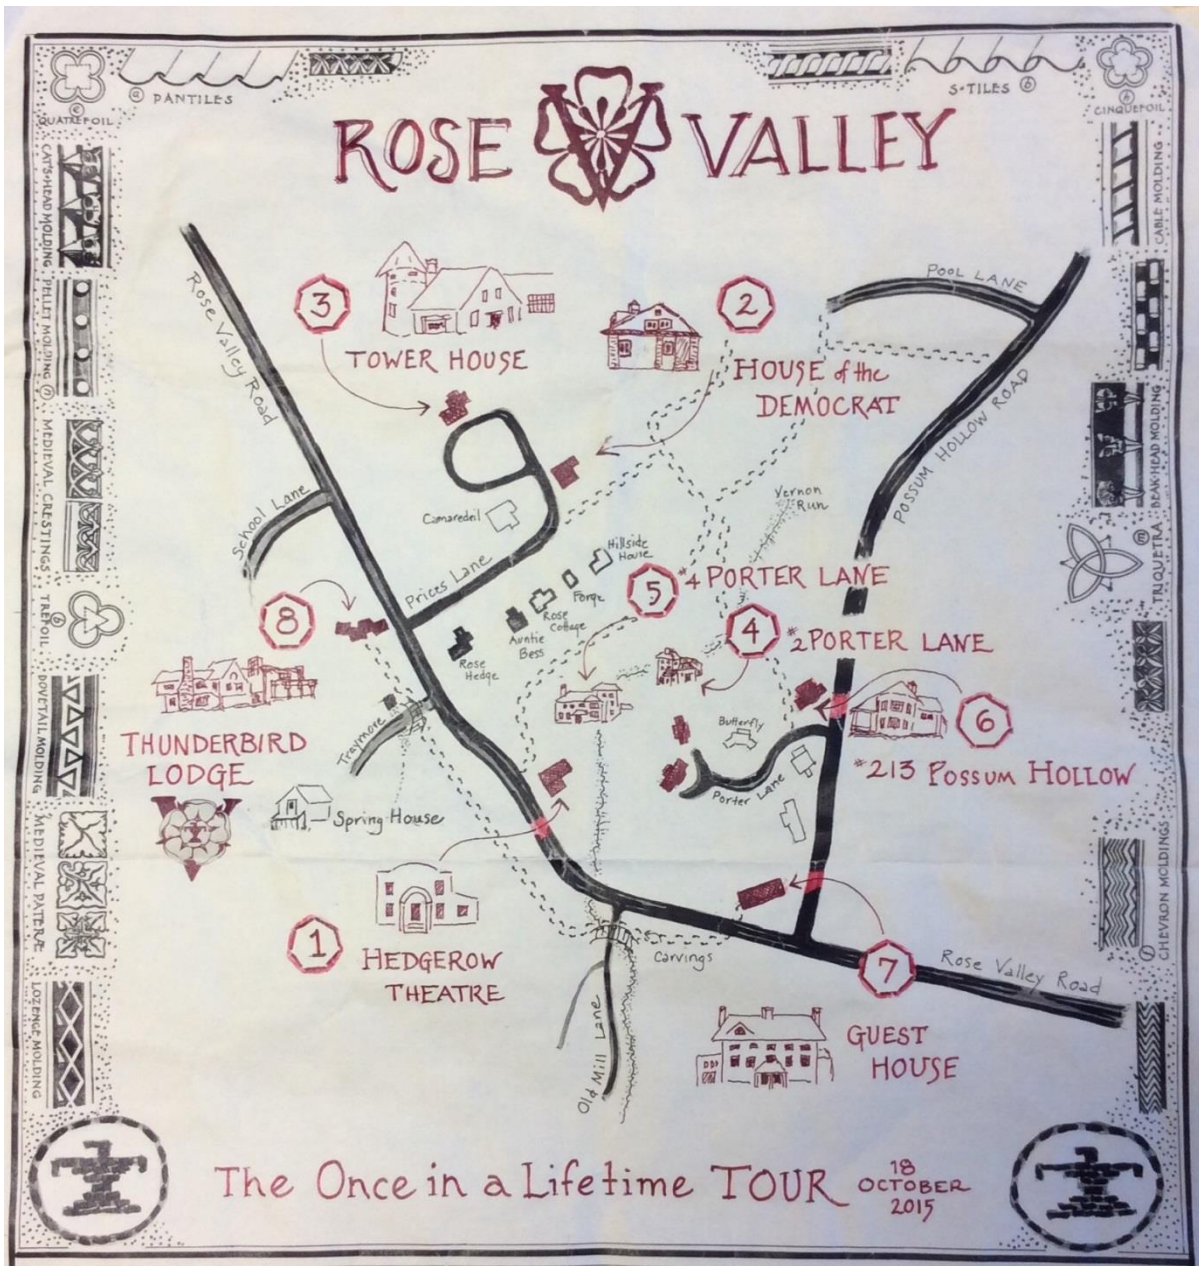 QUATREFOIL
PANTILES
S-TILES
CINQUEFOIL
ROSE VALLEY
CAT'S-HEAD MOLDING
PELLET MOLDING
MEDIEVAL CRESTINGS
TREFOIL
DOVETAIL MOLDING
MEDIEVAL PATERÆ
LOZENGE MOLDING
CABLE MOLDING
BEAK-HEAD MOLDING
TRIQUETRA
CHEVRON MOLDINGS
Rose Valley Road
3
TOWER HOUSE
2
HOUSE of the
DEMOCRAT
POOL LANE
POSSUM HOLLOW ROAD
School Lane
Camaredeil
Prices Lane
Vernon
Run
Hillside
House
Forge
Rose
Cottage
Auntie
Bess
Rose
Hedge
5
#4 PORTER LANE
4
#2 PORTER LANE
8
THUNDERBIRD
LODGE
Traymore
Spring House
Butterfly
Porter Lane
6
#213 POSSUM HOLLOW
1
HEDGEROW
THEATRE
Carvings
7
Rose Valley Road
GUEST
HOUSE
Old Mill Lane
The Once in a Lifetime TOUR
18
OCTOBER
2015